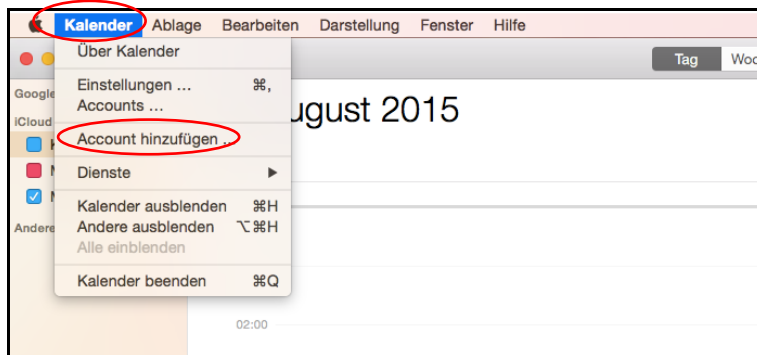 Kalender Ablage Bearbeiten Darstellung Fenster Hilfe
Über Kalender
Tag
Einstellungen ... ⌘,
Accounts ...
iCloud
ugust 2015
Account hinzufügen ...
Dienste ▶
Kalender ausblenden ⌘H
Andere ausblenden ⌥⌘H
Alle einblenden
Kalender beenden ⌘Q
02:00